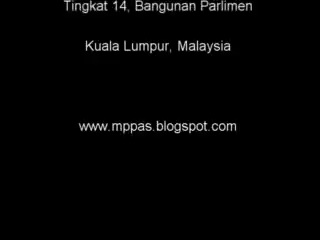 Tingkat 14, Bangunan Parlimen
Kuala Lumpur, Malaysia
www.mppas.blogspot.com